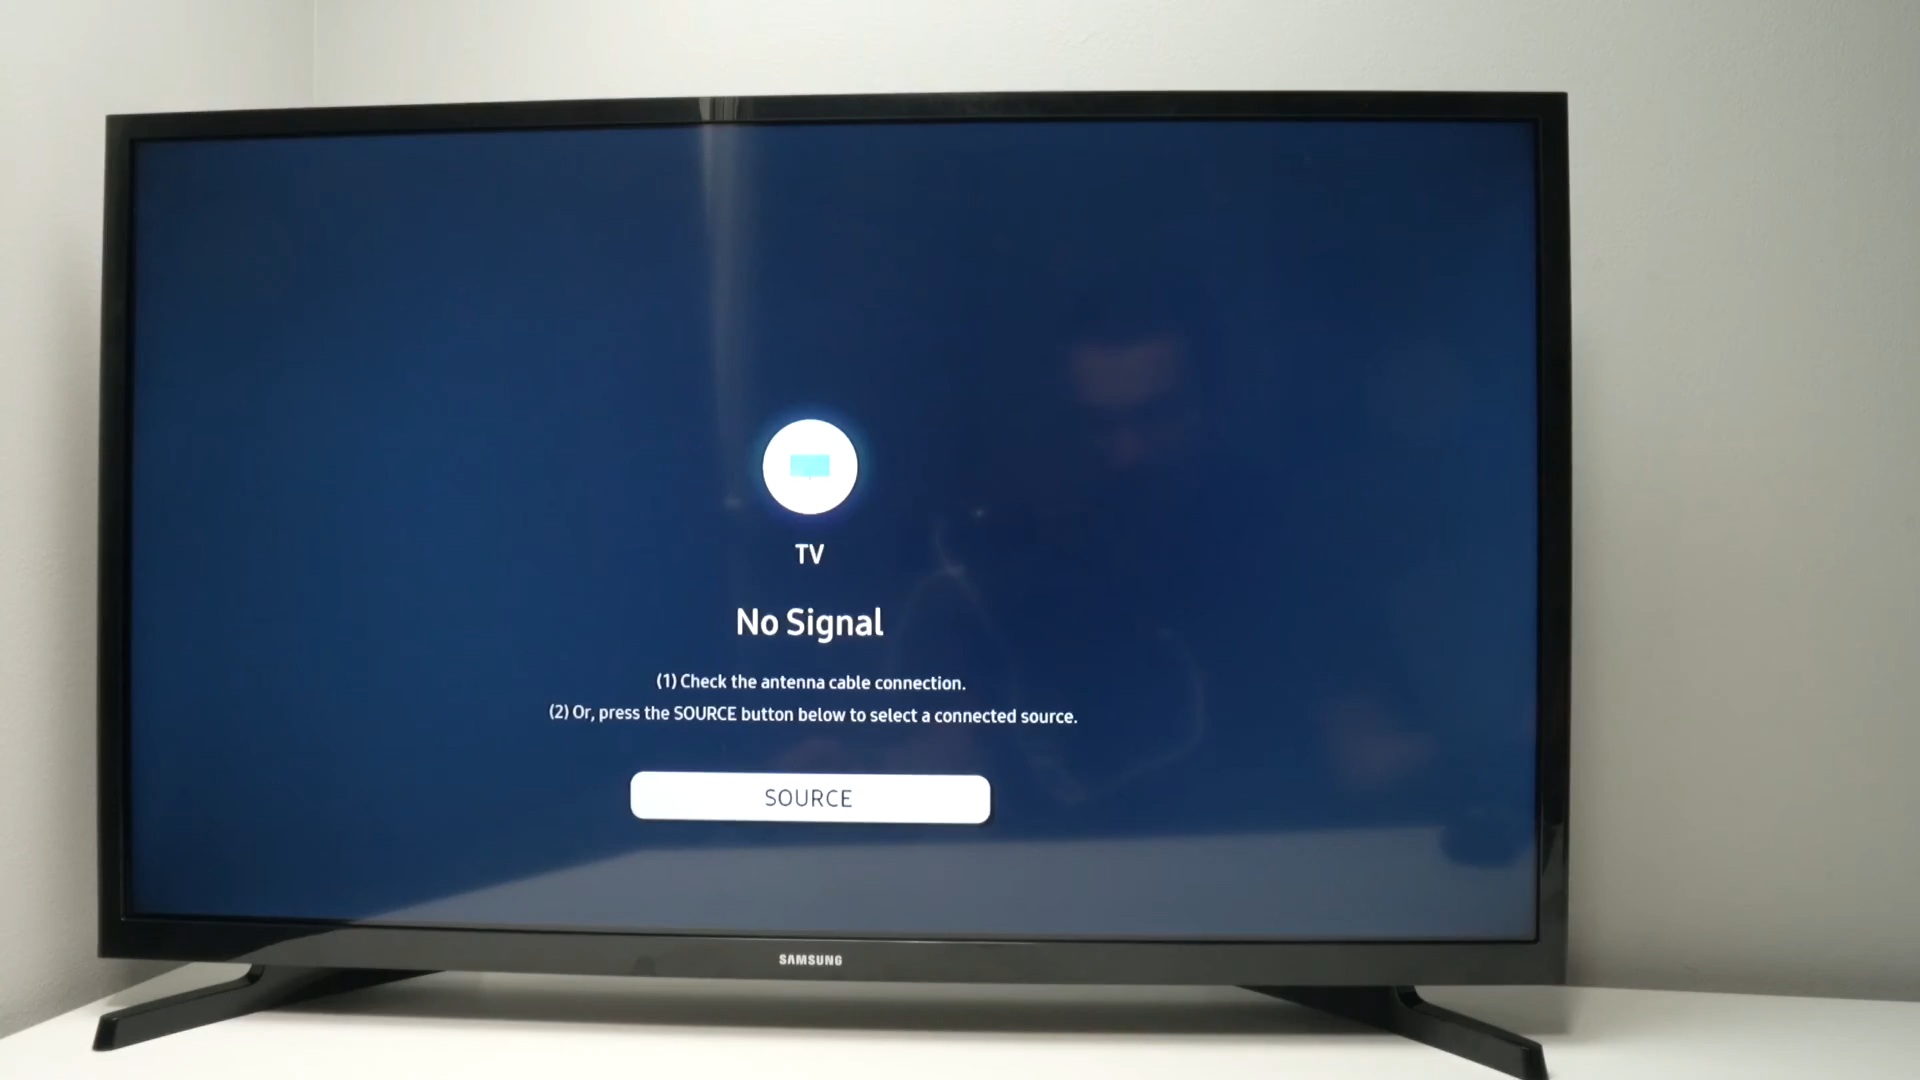 TV
No Signal
(1) Check the antenna cable connection.
(2) Or, press the SOURCE button below to select a connected source.
SOURCE
SAMSUNG